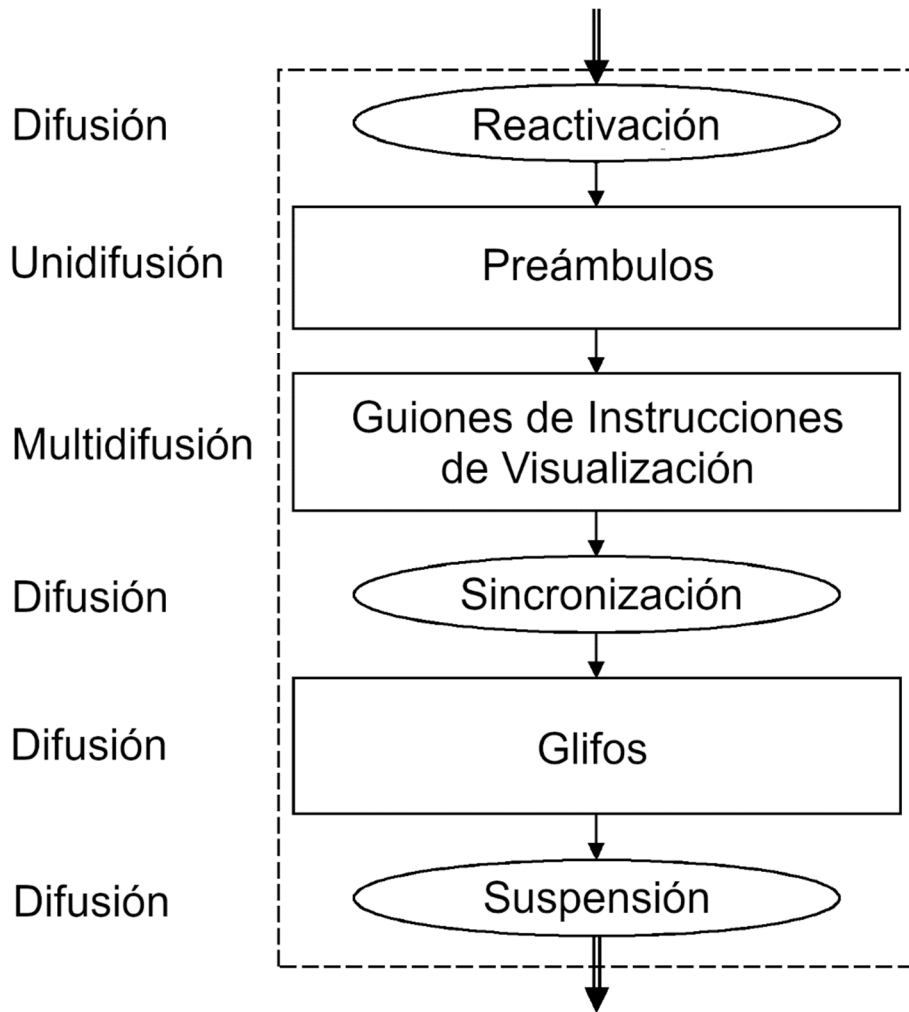 Difusión
Reactivación
Unidifusión
Preámbulos
Multidifusión
Guiones de Instrucciones
de Visualización
Difusión
Sincronización
Difusión
Glifos
Difusión
Suspensión